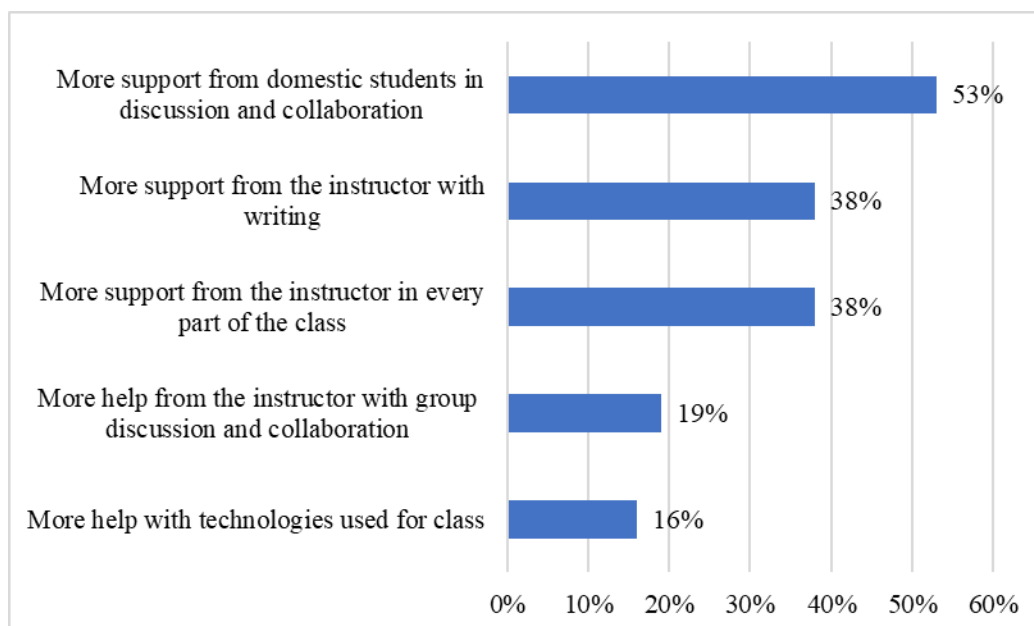 More support from domestic students in
discussion and collaboration
53%
More support from the instructor with
writing
38%
More support from the instructor in every
part of the class
38%
More help from the instructor with group
discussion and collaboration
19%
More help with technologies used for class
16%
0% 10% 20% 30% 40% 50% 60%